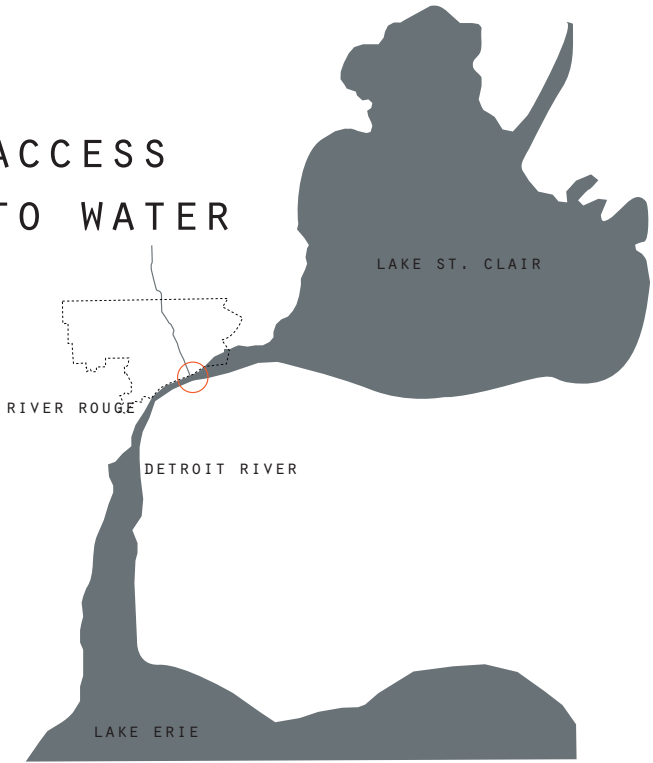 ACCESS
TO WATER
LAKE ST. CLAIR
RIVER ROUGE
DETROIT RIVER
LAKE ERIE